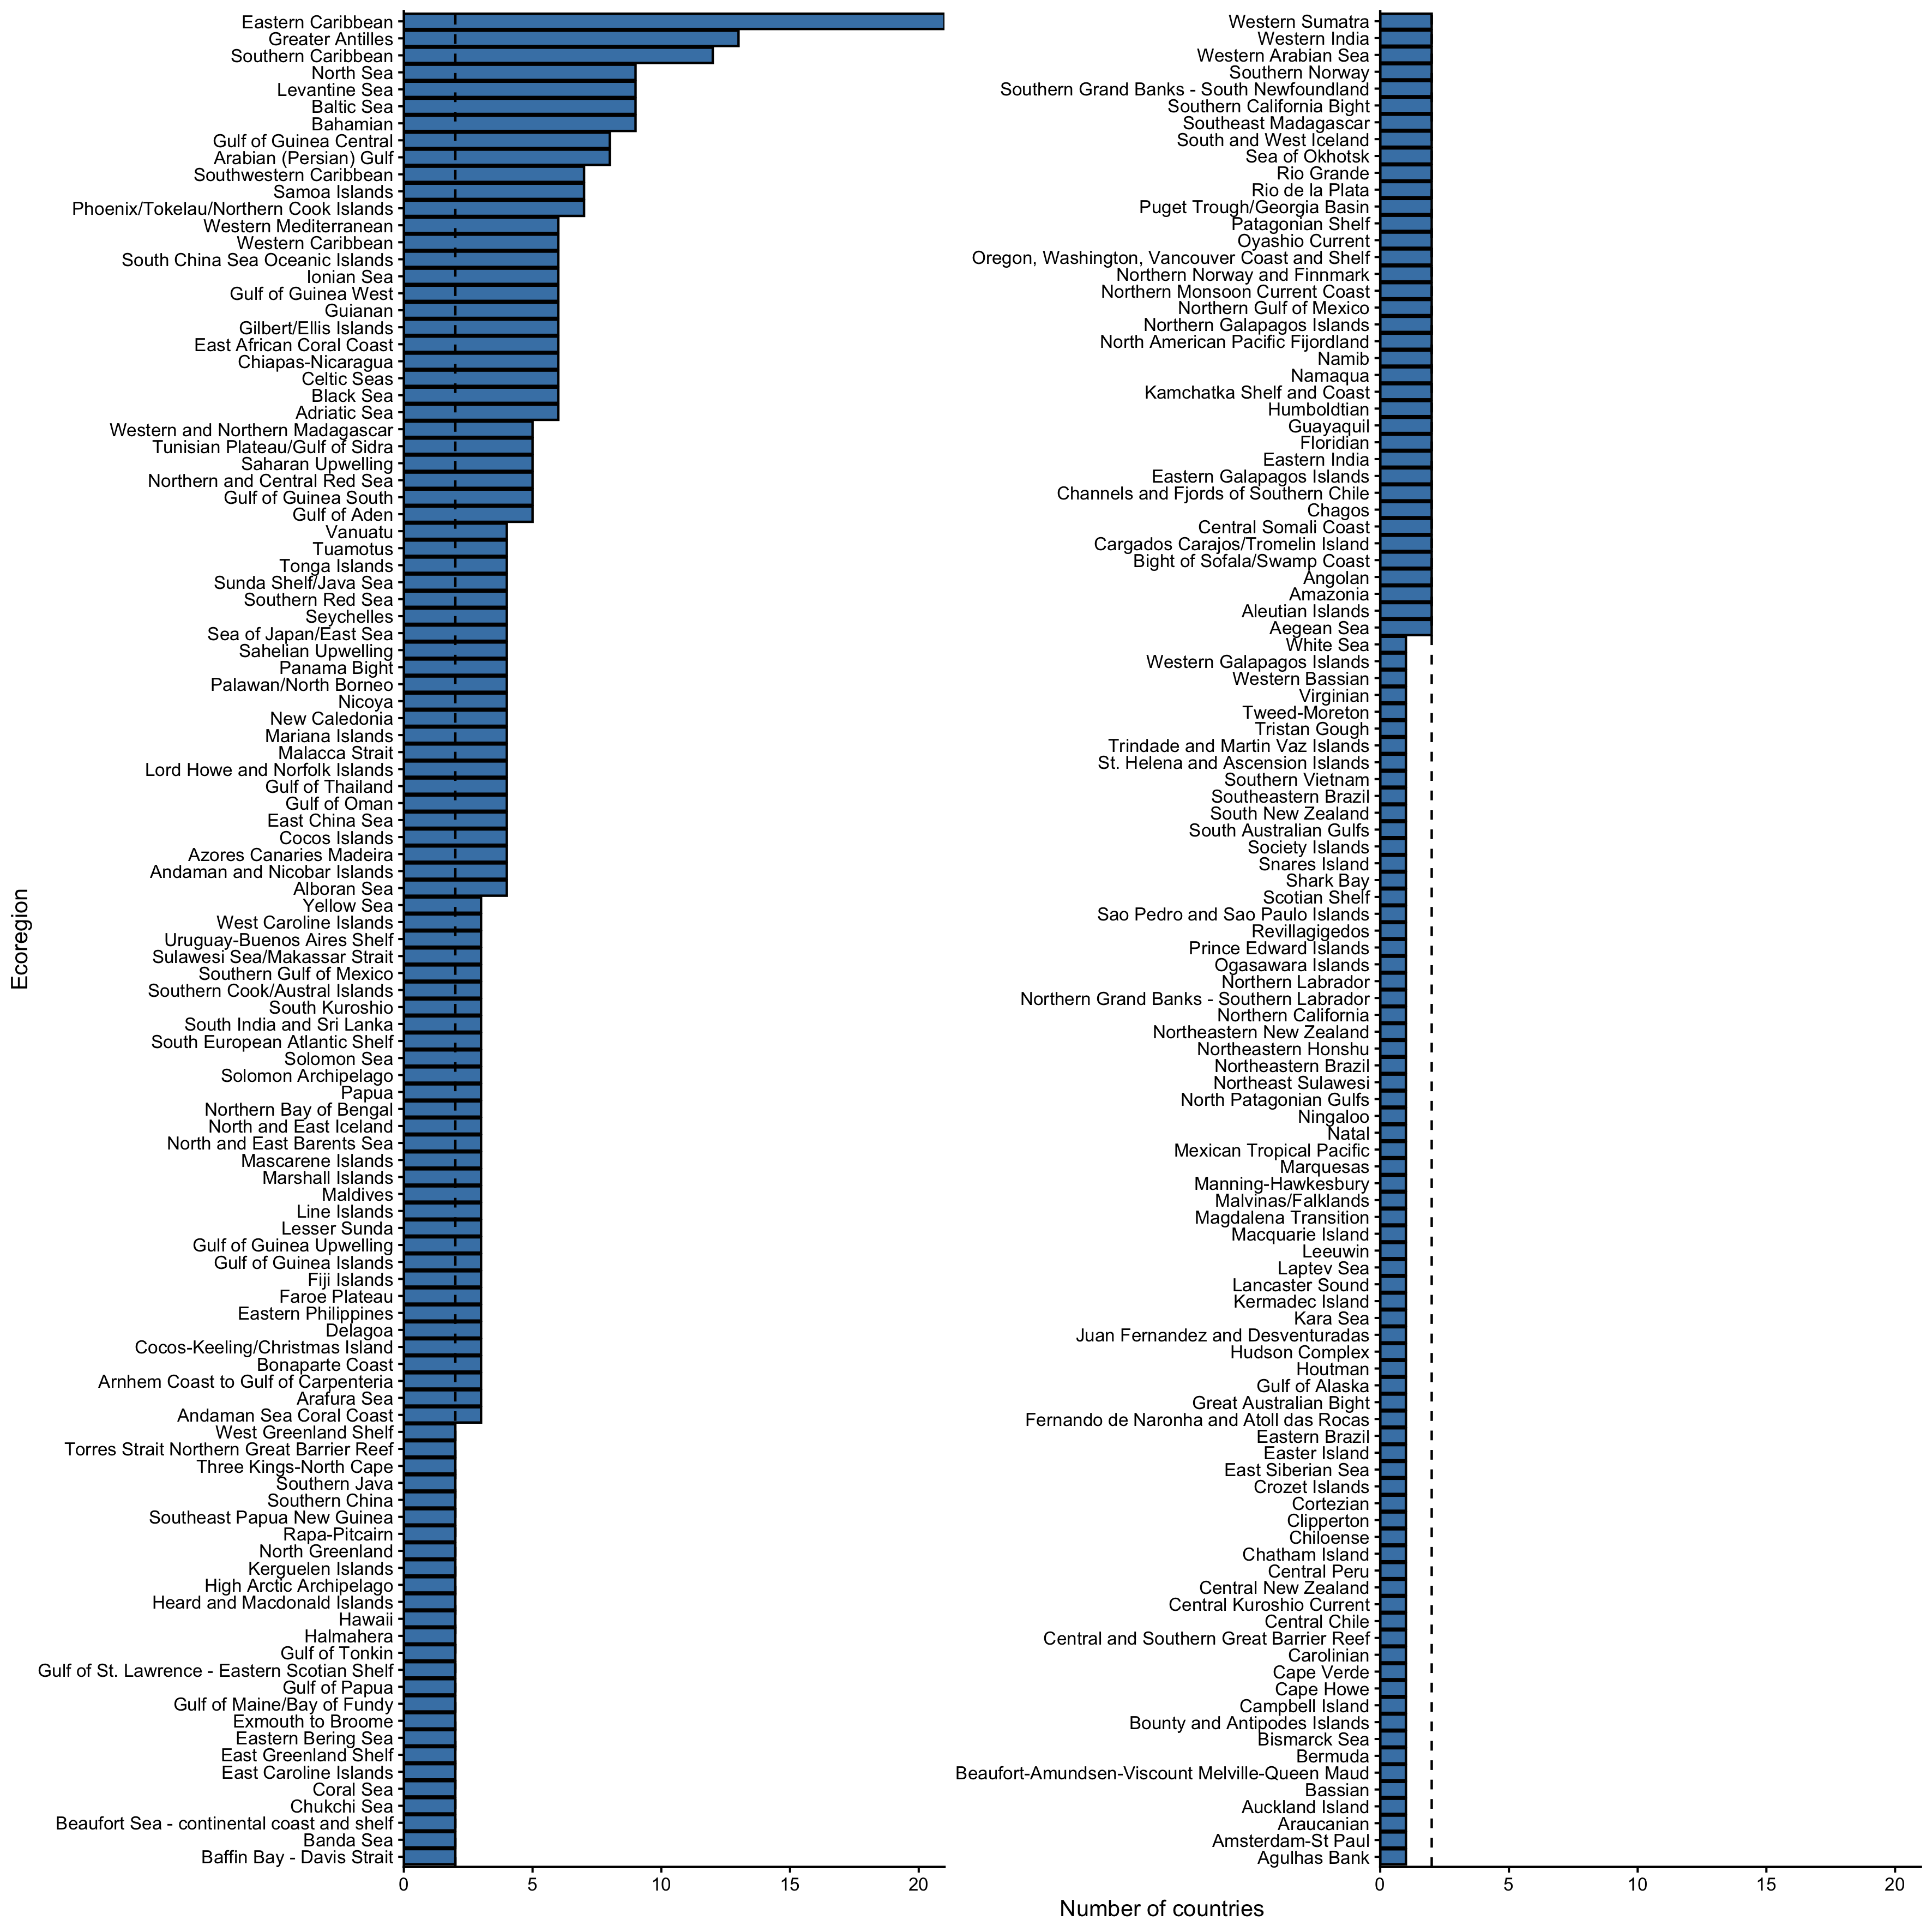 Ecoregion
Eastern Caribbean
Greater Antilles
Southern Caribbean
North Sea
Levantine Sea
Baltic Sea
Bahamian
Gulf of Guinea Central
Arabian (Persian) Gulf
Southwestern Caribbean
Samoa Islands
Phoenix/Tokelau/Northern Cook Islands
Western Mediterranean
Western Caribbean
South China Sea Oceanic Islands
Ionian Sea
Gulf of Guinea West
Guianan
Gilbert/Ellis Islands
East African Coral Coast
Chiapas-Nicaragua
Celtic Seas
Black Sea
Adriatic Sea
Western and Northern Madagascar
Tunisian Plateau/Gulf of Sidra
Saharan Upwelling
Northern and Central Red Sea
Gulf of Guinea South
Gulf of Aden
Vanuatu
Tuamotus
Tonga Islands
Sunda Shelf/Java Sea
Southern Red Sea
Seychelles
Sea of Japan/East Sea
Sahelian Upwelling
Panama Bight
Palawan/North Borneo
Nicoya
New Caledonia
Mariana Islands
Malacca Strait
Lord Howe and Norfolk Islands
Gulf of Thailand
Gulf of Oman
East China Sea
Cocos Islands
Azores Canaries Madeira
Andaman and Nicobar Islands
Alboran Sea
Yellow Sea
West Caroline Islands
Uruguay-Buenos Aires Shelf
Sulawesi Sea/Makassar Strait
Southern Gulf of Mexico
Southern Cook/Austral Islands
South Kuroshio
South India and Sri Lanka
South European Atlantic Shelf
Solomon Sea
Solomon Archipelago
Papua
Northern Bay of Bengal
North and East Iceland
North and East Barents Sea
Mascarene Islands
Marshall Islands
Maldives
Line Islands
Lesser Sunda
Gulf of Guinea Upwelling
Gulf of Guinea Islands
Fiji Islands
Faroe Plateau
Eastern Philippines
Delagoa
Cocos-Keeling/Christmas Island
Bonaparte Coast
Arnhem Coast to Gulf of Carpenteria
Arafura Sea
Andaman Sea Coral Coast
West Greenland Shelf
Torres Strait Northern Great Barrier Reef
Three Kings-North Cape
Southern Java
Southern China
Southeast Papua New Guinea
Rapa-Pitcairn
North Greenland
Kerguelen Islands
High Arctic Archipelago
Heard and Macdonald Islands
Hawaii
Halmahera
Gulf of Tonkin
Gulf of St. Lawrence - Eastern Scotian Shelf
Gulf of Papua
Gulf of Maine/Bay of Fundy
Exmouth to Broome
Eastern Bering Sea
East Greenland Shelf
East Caroline Islands
Coral Sea
Chukchi Sea
Beaufort Sea - continental coast and shelf
Banda Sea
Baffin Bay - Davis Strait
0 5 10 15 20
Western Sumatra
Western India
Western Arabian Sea
Southern Norway
Southern Grand Banks - South Newfoundland
Southern California Bight
Southeast Madagascar
South and West Iceland
Sea of Okhotsk
Rio Grande
Rio de la Plata
Puget Trough/Georgia Basin
Patagonian Shelf
Oyashio Current
Oregon, Washington, Vancouver Coast and Shelf
Northern Norway and Finnmark
Northern Monsoon Current Coast
Northern Gulf of Mexico
Northern Galapagos Islands
North American Pacific Fijordland
Namib
Namaqua
Kamchatka Shelf and Coast
Humboldtian
Guayaquil
Floridian
Eastern India
Eastern Galapagos Islands
Channels and Fjords of Southern Chile
Chagos
Central Somali Coast
Cargados Carajos/Tromelin Island
Bight of Sofala/Swamp Coast
Angolan
Amazonia
Aleutian Islands
Aegean Sea
White Sea
Western Galapagos Islands
Western Bassian
Virginian
Tweed-Moreton
Tristan Gough
Trindade and Martin Vaz Islands
St. Helena and Ascension Islands
Southern Vietnam
Southeastern Brazil
South New Zealand
South Australian Gulfs
Society Islands
Snares Island
Shark Bay
Scotian Shelf
Sao Pedro and Sao Paulo Islands
Revillagigedos
Prince Edward Islands
Ogasawara Islands
Northern Labrador
Northern Grand Banks - Southern Labrador
Northern California
Northeastern New Zealand
Northeastern Honshu
Northeastern Brazil
Northeast Sulawesi
North Patagonian Gulfs
Ningaloo
Natal
Mexican Tropical Pacific
Marquesas
Manning-Hawkesbury
Malvinas/Falklands
Magdalena Transition
Macquarie Island
Leeuwin
Laptev Sea
Lancaster Sound
Kermadec Island
Kara Sea
Juan Fernandez and Desventuradas
Hudson Complex
Houtman
Gulf of Alaska
Great Australian Bight
Fernando de Naronha and Atoll das Rocas
Eastern Brazil
Easter Island
East Siberian Sea
Crozet Islands
Cortezian
Clipperton
Chiloense
Chatham Island
Central Peru
Central New Zealand
Central Kuroshio Current
Central Chile
Central and Southern Great Barrier Reef
Carolinian
Cape Verde
Cape Howe
Campbell Island
Bounty and Antipodes Islands
Bismarck Sea
Bermuda
Beaufort-Amundsen-Viscount Melville-Queen Maud
Bassian
Auckland Island
Araucanian
Amsterdam-St Paul
Agulhas Bank
0 5 10 15 20
Number of countries